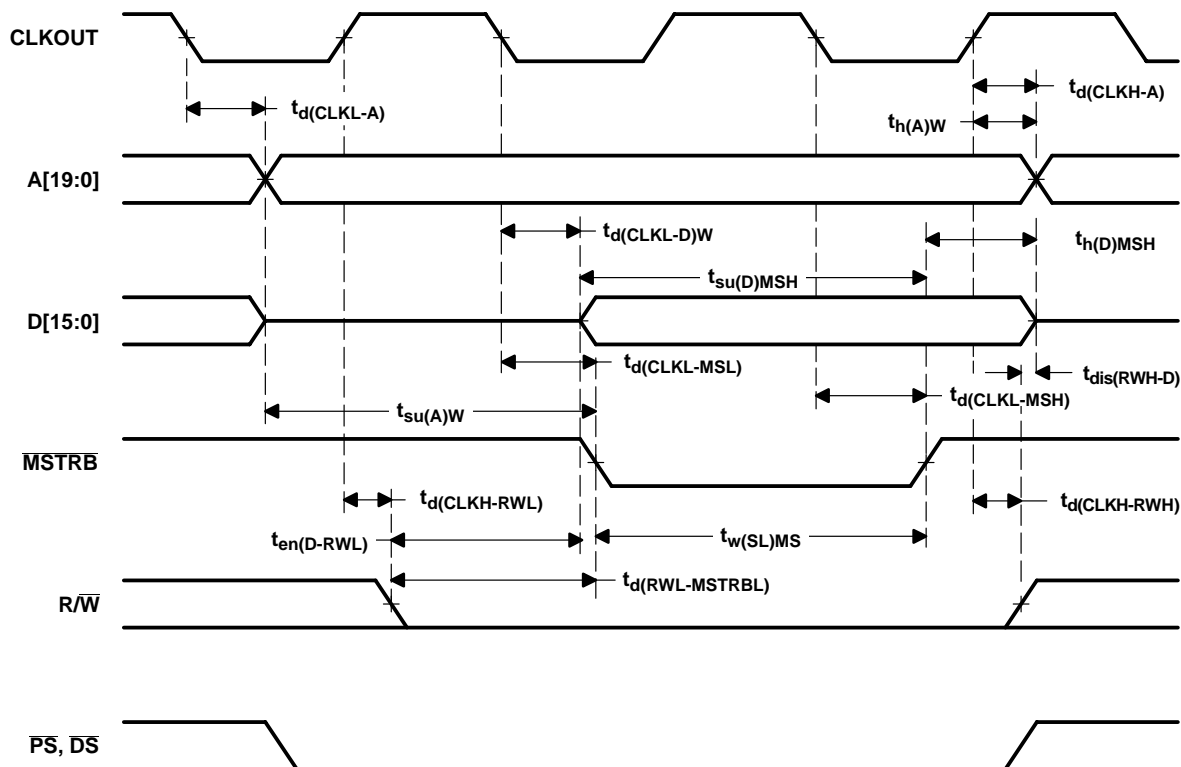 CLKOUT
td(CLKL-A)
td(CLKH-A)
th(A)W
A[19:0]
td(CLKL-D)W
th(D)MSH
tsu(D)MSH
D[15:0]
td(CLKL-MSL)
tdis(RWH-D)
td(CLKL-MSH)
tsu(A)W
MSTRB
td(CLKH-RWL)
td(CLKH-RWH)
ten(D-RWL)
tw(SL)MS
td(RWL-MSTRBL)
R/W
PS, DS